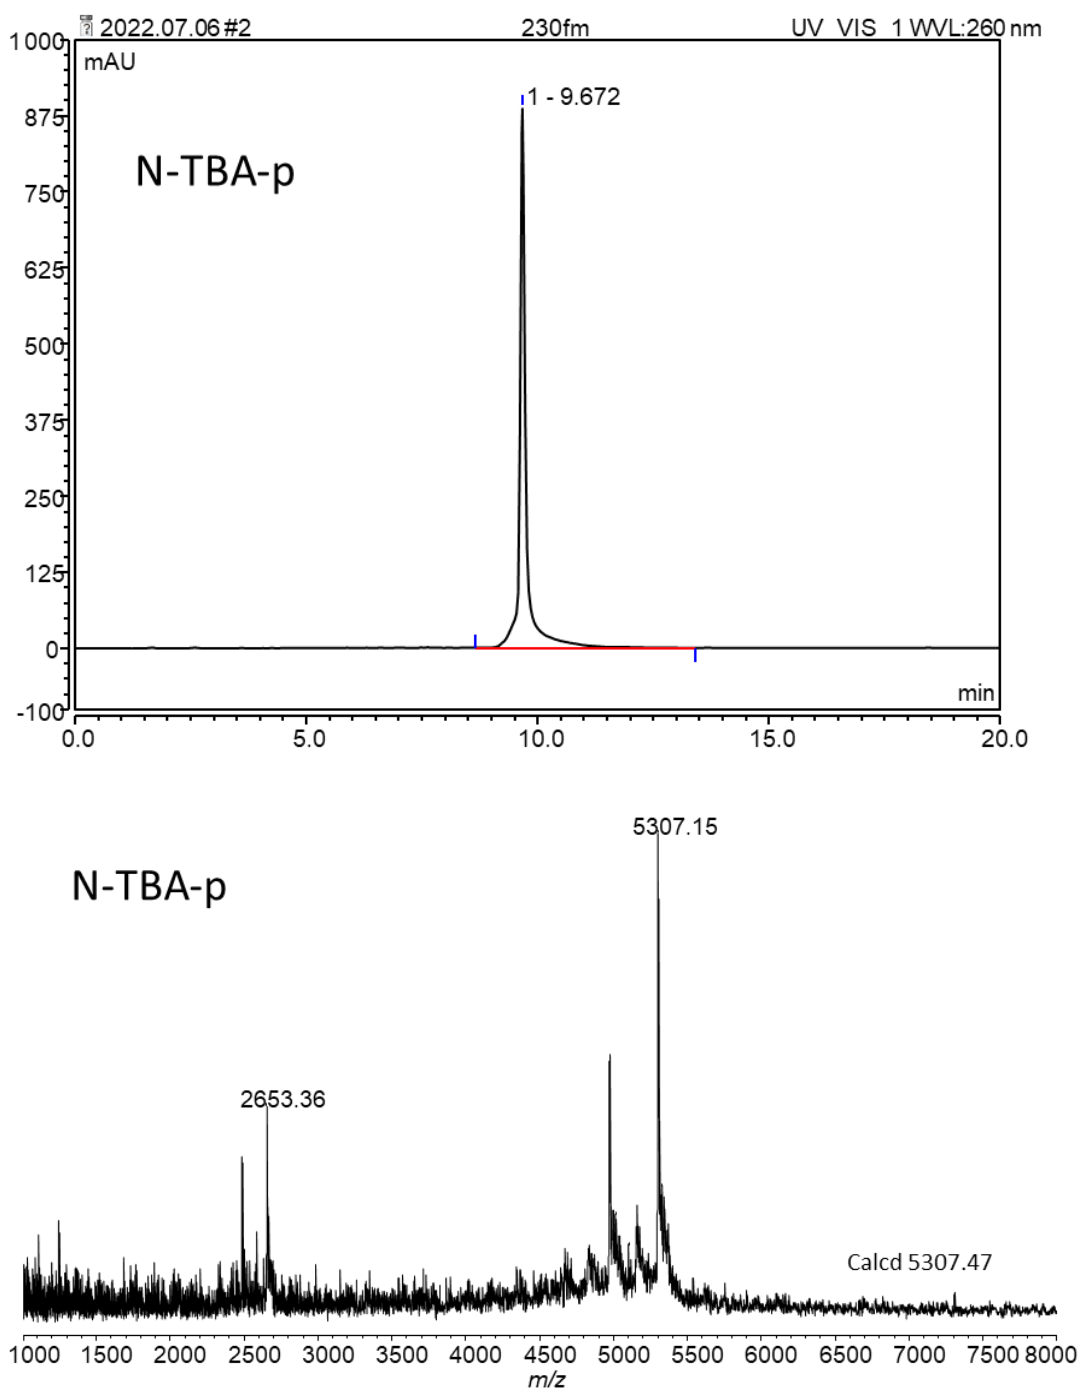 2022.07.06 #2 230fm UV_VIS_1 WVL:260 nm
1000
mAU
1 - 9.672
875
N-TBA-p
750
625
500
375
250
125
0
min
-100
0.0 5.0 10.0 15.0 20.0
5307.15
N-TBA-p
2653.36
Calcd 5307.47
1000 1500 2000 2500 3000 3500 4000 4500 5000 5500 6000 6500 7000 7500 8000
m/z